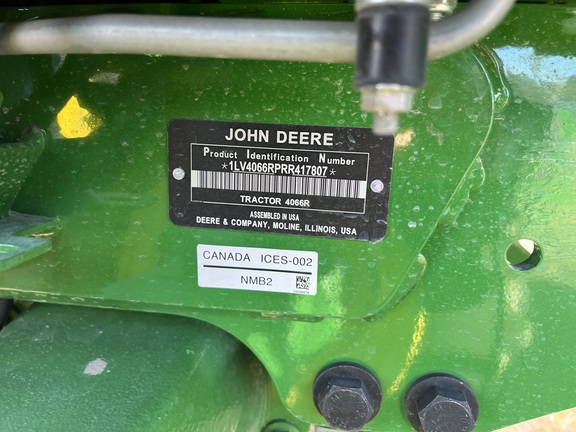 JOHN DEERE
Product Identification Number
*1LV4066RPRR417807*
TRACTOR 4066R
ASSEMBLED IN USA
DEERE & COMPANY, MOLINE, ILLINOIS, USA
CANADA ICES-002
NMB2